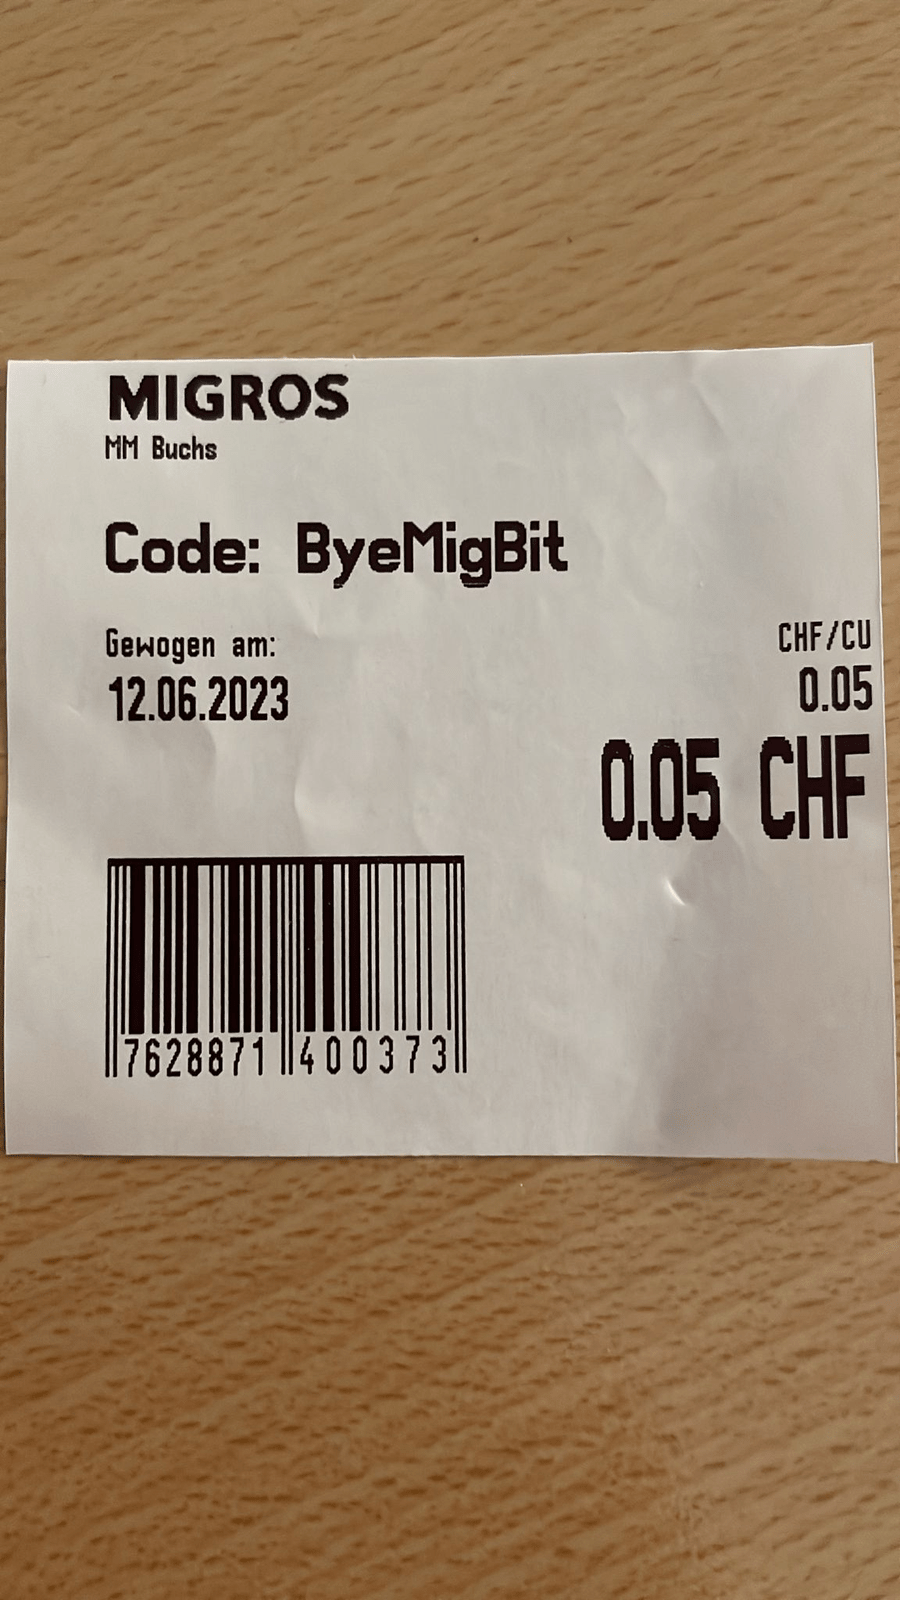 MIGROS
MM Buchs
Code: ByeMigBit
Gewogen am:
12.06.2023
CHF/CU
0.05
0.05 CHF
7628871 400373